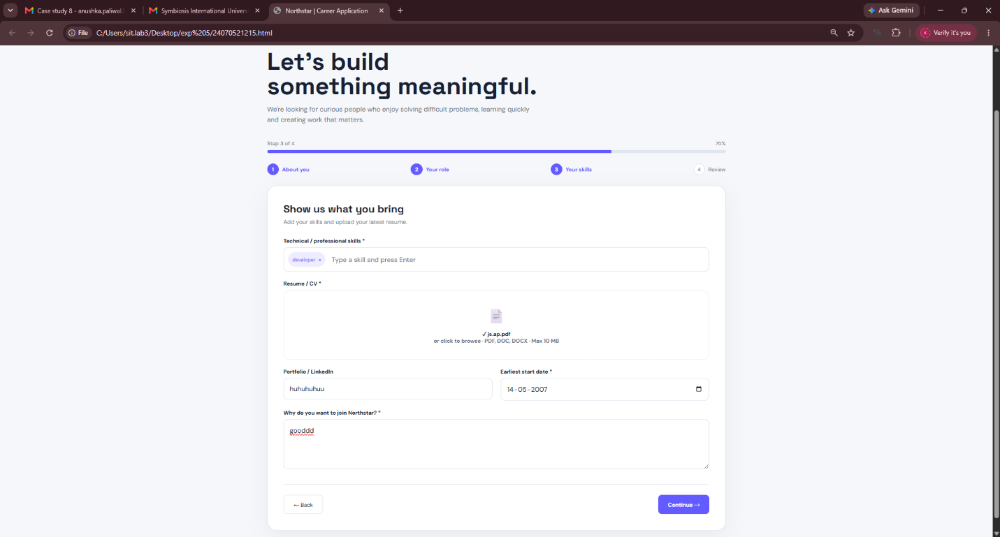 Case study 8 - anushka.paliwal.
Symbiosis International Univers
Northstar | Career Application
Ask Gemini
File
C:/Users/sit.lab3/Desktop/exp%205/24070521215.html
K
Verify it's you
Let's build
something meaningful.
We're looking for curious people who enjoy solving difficult problems, learning quickly
and creating work that matters.
Step 3 of 4
75%
1 About you
2 Your role
3 Your skills
4 Review
Show us what you bring
Add your skills and upload your latest resume.
Technical / professional skills *
developer ×
Type a skill and press Enter
Resume / CV *
✓ js.ap.pdf
or click to browse · PDF, DOC, DOCX · Max 10 MB
Portfolio / LinkedIn
Earliest start date *
huhuhuhuu
14-05-2007
Why do you want to join Northstar? *
gooddd
← Back
Continue →